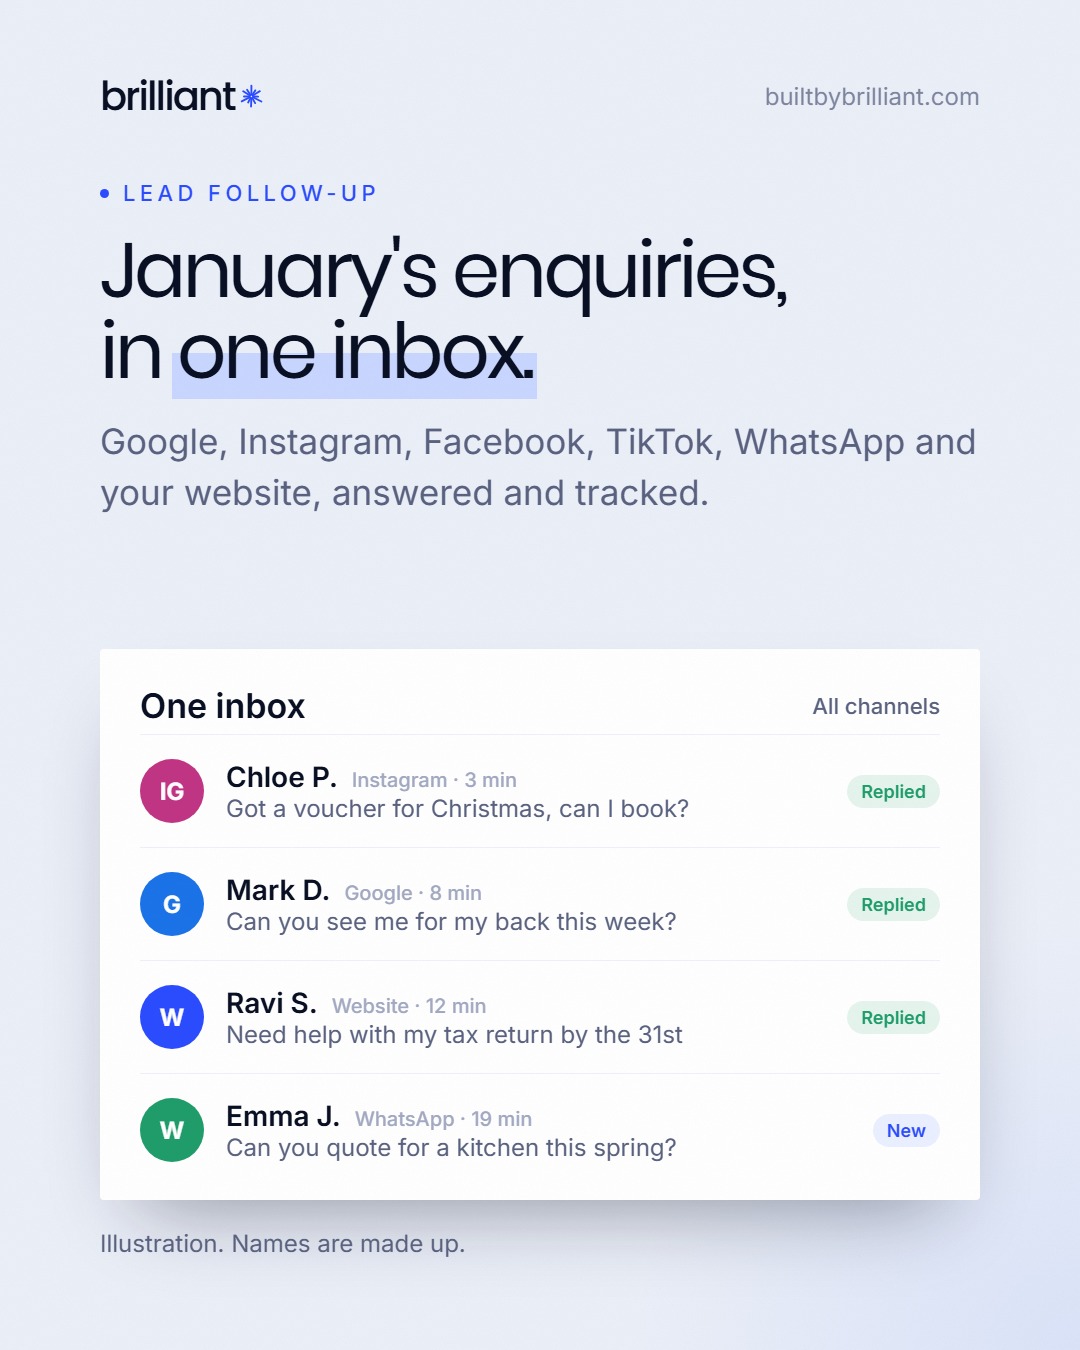 brilliant
builtbybrilliant.com
LEAD FOLLOW-UP
January's enquiries,
in one inbox.
Google, Instagram, Facebook, TikTok, WhatsApp and
your website, answered and tracked.
One inbox
All channels
IG
Chloe P. Instagram · 3 min
Got a voucher for Christmas, can I book?
Replied
G
Mark D. Google · 8 min
Can you see me for my back this week?
Replied
W
Ravi S. Website · 12 min
Need help with my tax return by the 31st
Replied
W
Emma J. WhatsApp · 19 min
Can you quote for a kitchen this spring?
New
Illustration. Names are made up.